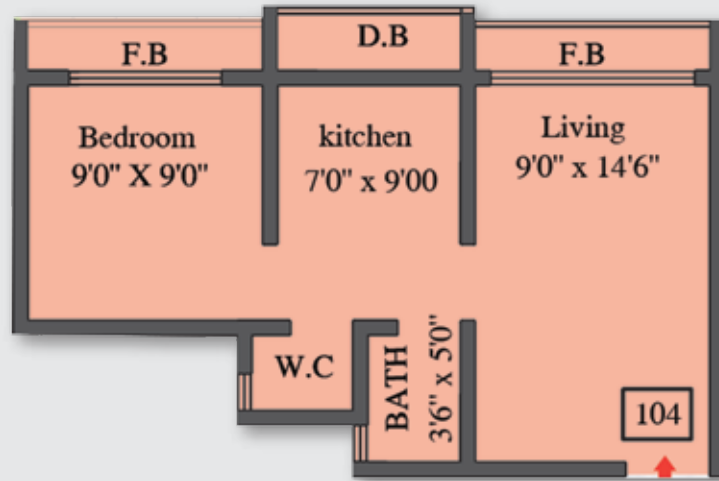 F.B
D.B
F.B
Bedroom
9'0" X 9'0"
kitchen
7'0" x 9'00
Living
9'0" x 14'6"
W.C
BATH
3'6" x 5'0"
104